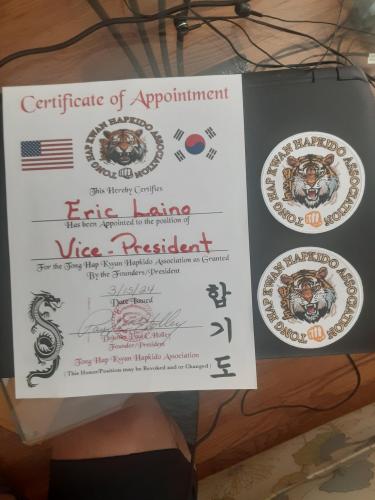 Certificate of Appointment
TONG HAP KWAN HAPKIDO ASSOCIATION
This Hereby Certifies
Eric Laino
Has been Appointed to the position of
Vice President
For the Tong Hap Kwan Hapkido Association as Granted
By the Founders/President
3/15/24
Date Issued
Founder/President
Tong Hap Kwan Hapkido Association
( This Honor/Position may be Revoked and or Changed )
합
기
도
TONG HAP KWAN HAPKIDO ASSOCIATION
TONG HAP KWAN HAPKIDO ASSOCIATION